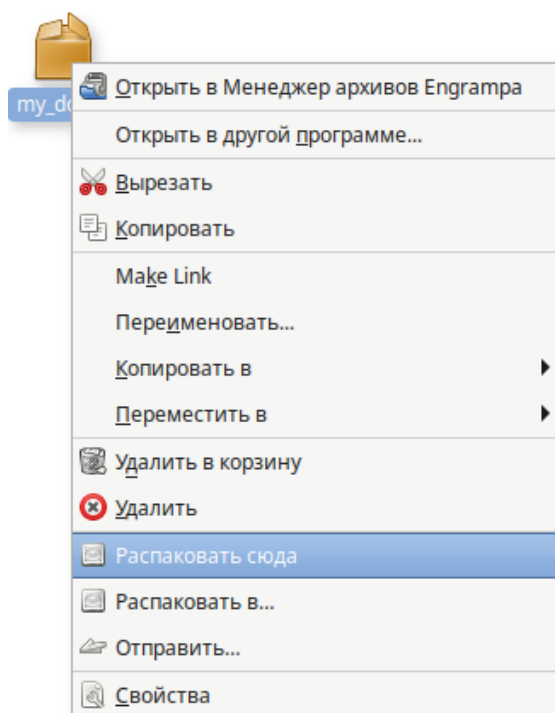 my_do
Открыть в Менеджер архивов Engrampa
Открыть в другой программе...
Вырезать
Копировать
Make Link
Переименовать...
Копировать в
Переместить в
Удалить в корзину
Удалить
Распаковать сюда
Распаковать в...
Отправить...
Свойства